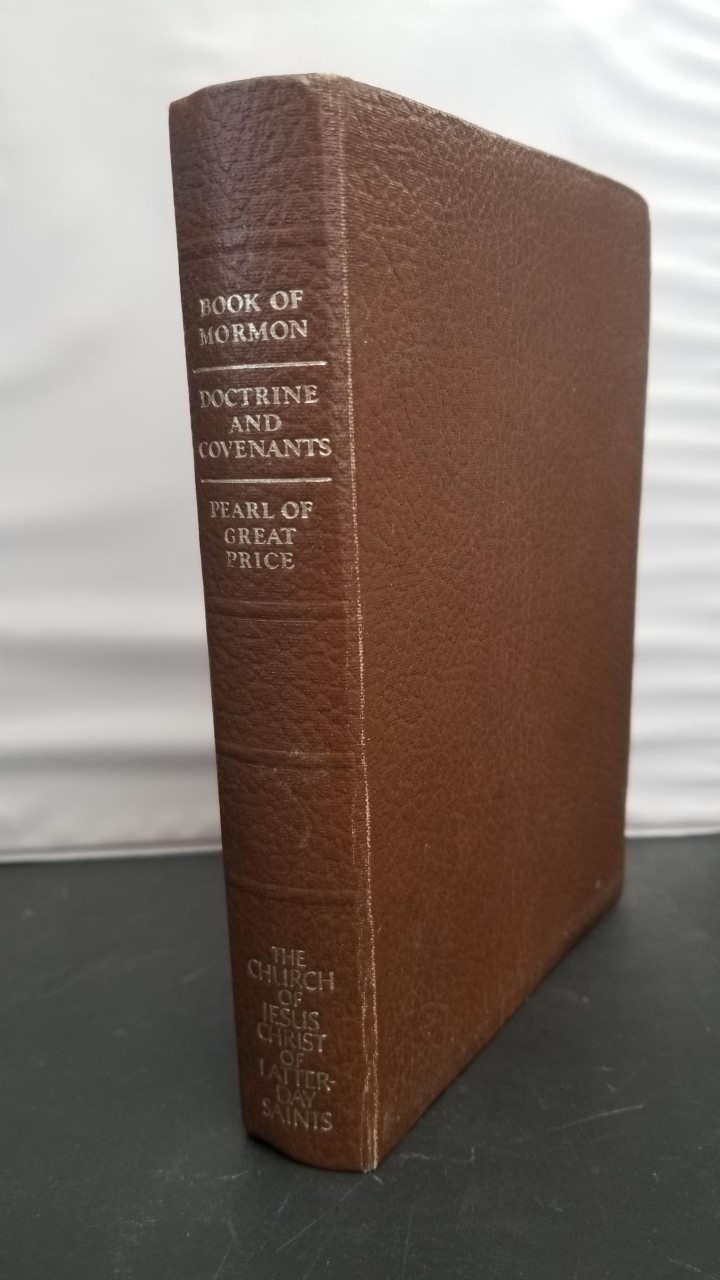 BOOK OF
MORMON
DOCTRINE
AND
COVENANTS
PEARL OF
GREAT
PRICE
THE
CHURCH
OF
JESUS
CHRIST
OF
LATTER-
DAY
SAINTS